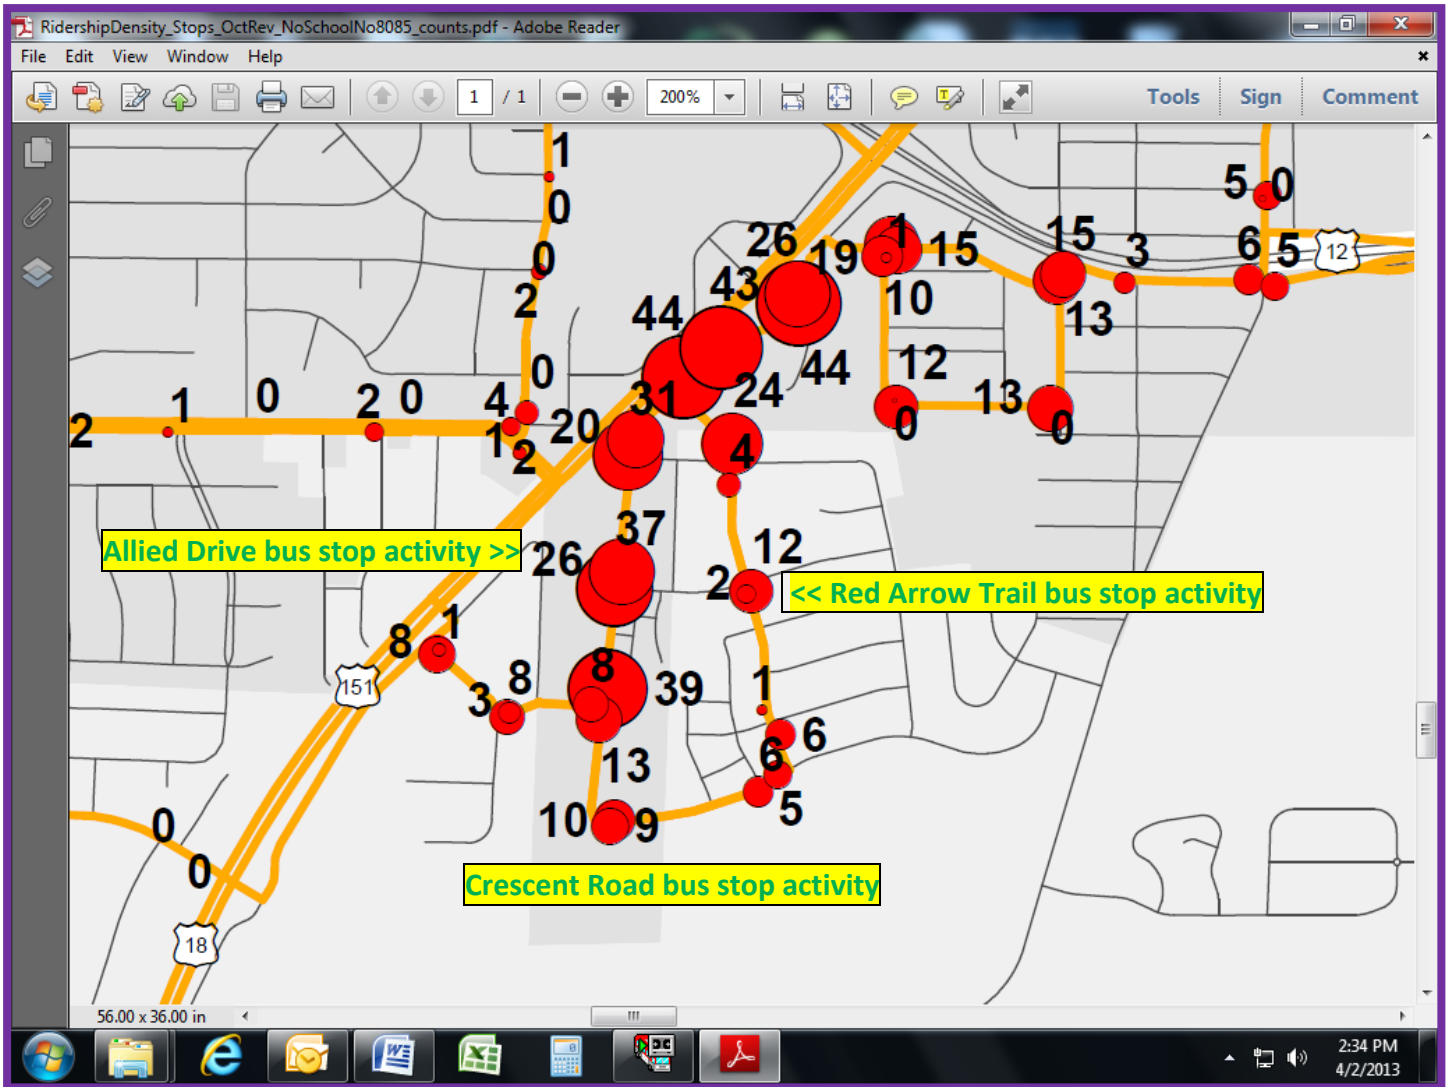 RidershipDensity_Stops_OctRev_NoSchoolNo8085_counts.pdf - Adobe Reader
File Edit View Window Help
1 / 1 200% Tools Sign Comment
1
5 0
0
26 1 15
19 15 3 6 5 12
0
43
2 10
44 13
0 44 12
1 0 2 0 4 31 24 13
2 20 0 0
1 2 4
37 12
Allied Drive bus stop activity >>
26
2 << Red Arrow Trail bus stop activity
8 1
8 8 1
151 39
3
6
6
13
5
0 10 9
0
Crescent Road bus stop activity
18
56.00 x 36.00 in
2:34 PM
4/2/2013